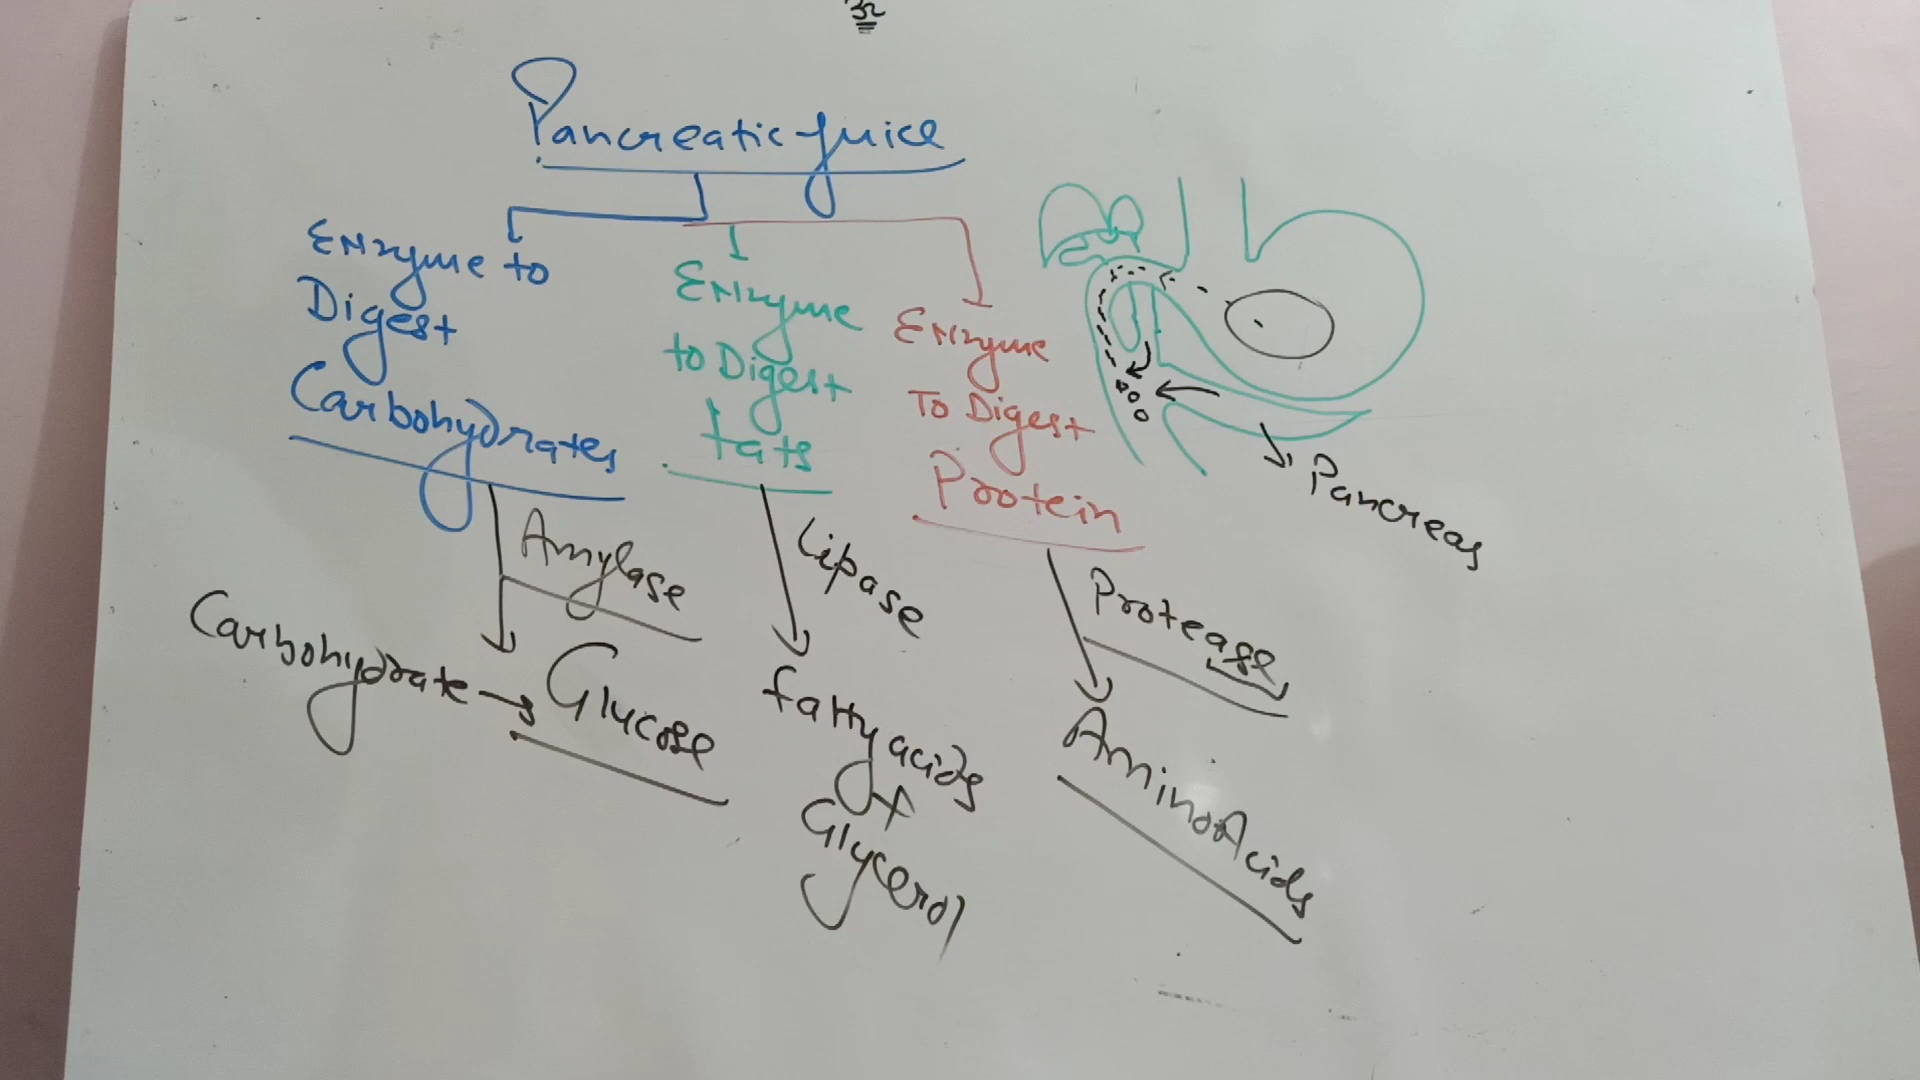 32
Pancreatic juice
Enzyme to
Digest
Carbohydrates
Enzyme
to Digest
fats
Enzyme
To Digest
Protein
Pancreas
Amylase
Lipase
Protease
Carbohydrate → Glucose
fatty acids
+
Glycerol
Amino Acids